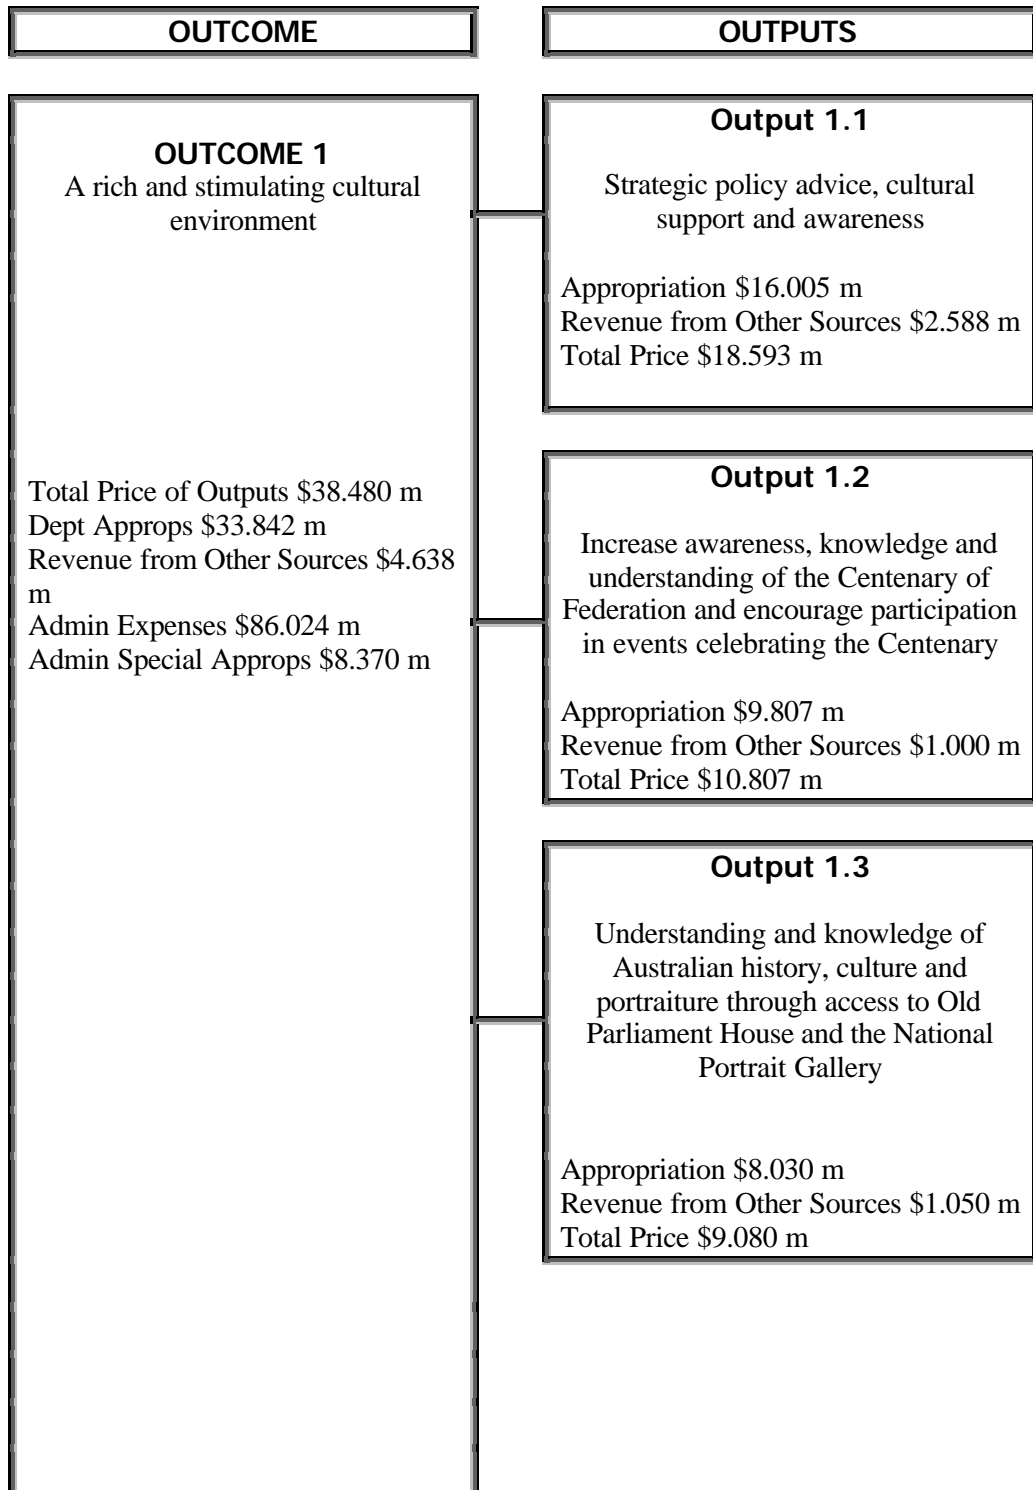 OUTCOME
OUTPUTS
OUTCOME 1
A rich and stimulating cultural
environment
Total Price of Outputs $38.480 m
Dept Approps $33.842 m
Revenue from Other Sources $4.638
m
Admin Expenses $86.024 m
Admin Special Approps $8.370 m
Output 1.1
Strategic policy advice, cultural
support and awareness
Appropriation $16.005 m
Revenue from Other Sources $2.588 m
Total Price $18.593 m
Output 1.2
Increase awareness, knowledge and
understanding of the Centenary of
Federation and encourage participation
in events celebrating the Centenary
Appropriation $9.807 m
Revenue from Other Sources $1.000 m
Total Price $10.807 m
Output 1.3
Understanding and knowledge of
Australian history, culture and
portraiture through access to Old
Parliament House and the National
Portrait Gallery
Appropriation $8.030 m
Revenue from Other Sources $1.050 m
Total Price $9.080 m